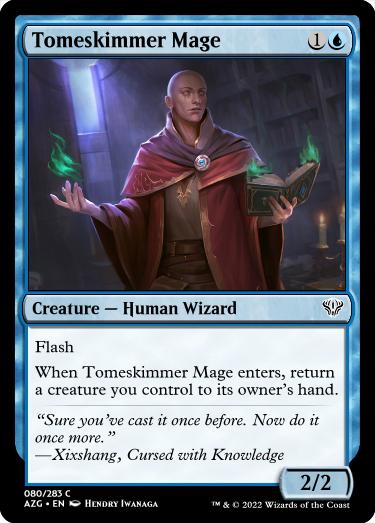 Tomeskimmer Mage 1
Creature — Human Wizard
Flash
When Tomeskimmer Mage enters, return
a creature you control to its owner's hand.
“Sure you've cast it once before. Now do it
once more.”
—Xixshang, Cursed with Knowledge
2/2
080/283 C
AZG • EN Hendry Iwanaga
™ & © 2022 Wizards of the Coast